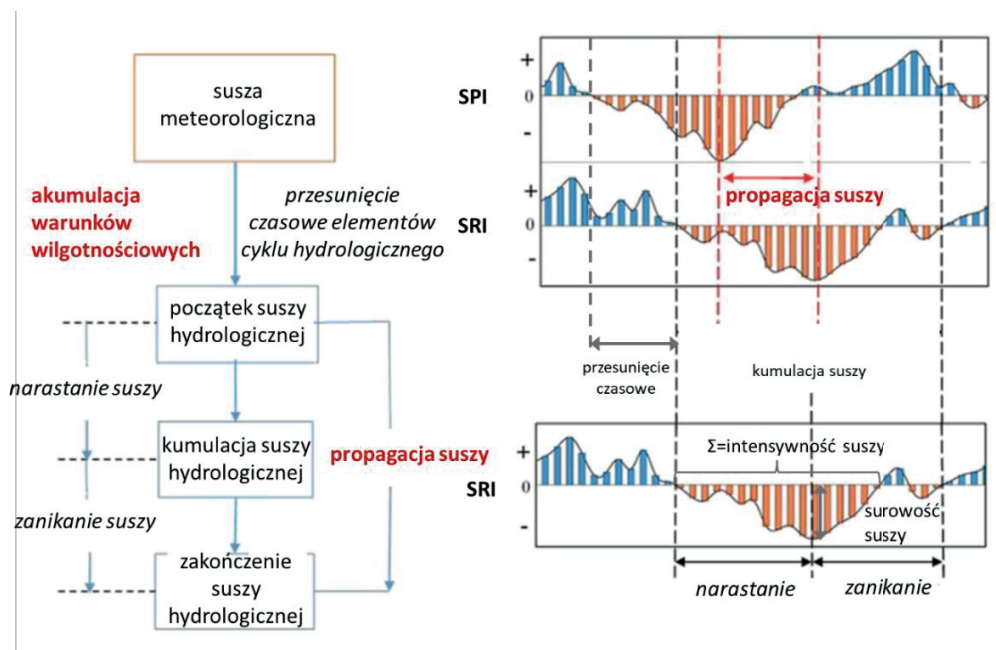 susza
meteorologiczna
akumulacja
warunków
wilgotnościowych
przesunięcie
czasowe elementów
cyklu hydrologicznego
początek suszy
hydrologicznej
narastanie suszy
kumulacja suszy
hydrologicznej
propagacja suszy
zanikanie suszy
zakończenie
suszy
hydrologicznej
SPI
+
0
-
propagacja suszy
SRI
+
0
-
przesunięcie
czasowe
kumulacja suszy
SRI
+
0
-
Σ=intensywność suszy
surowość
suszy
narastanie
zanikanie